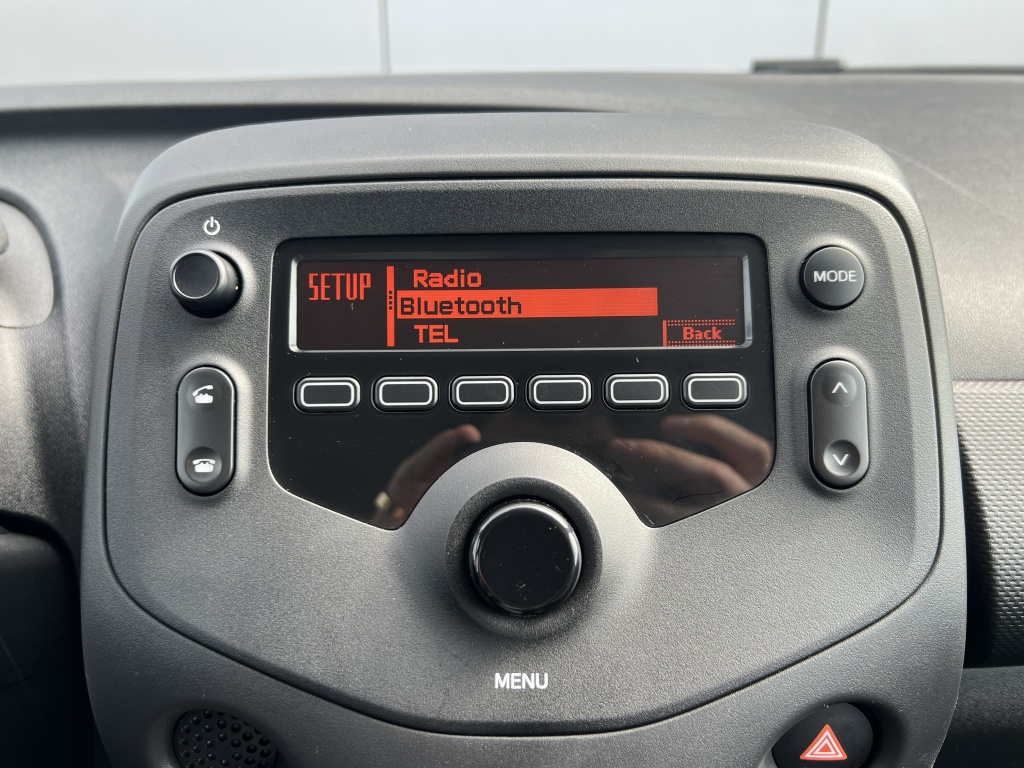 MODE
SETUP
Radio
Bluetooth
TEL
Back
MENU